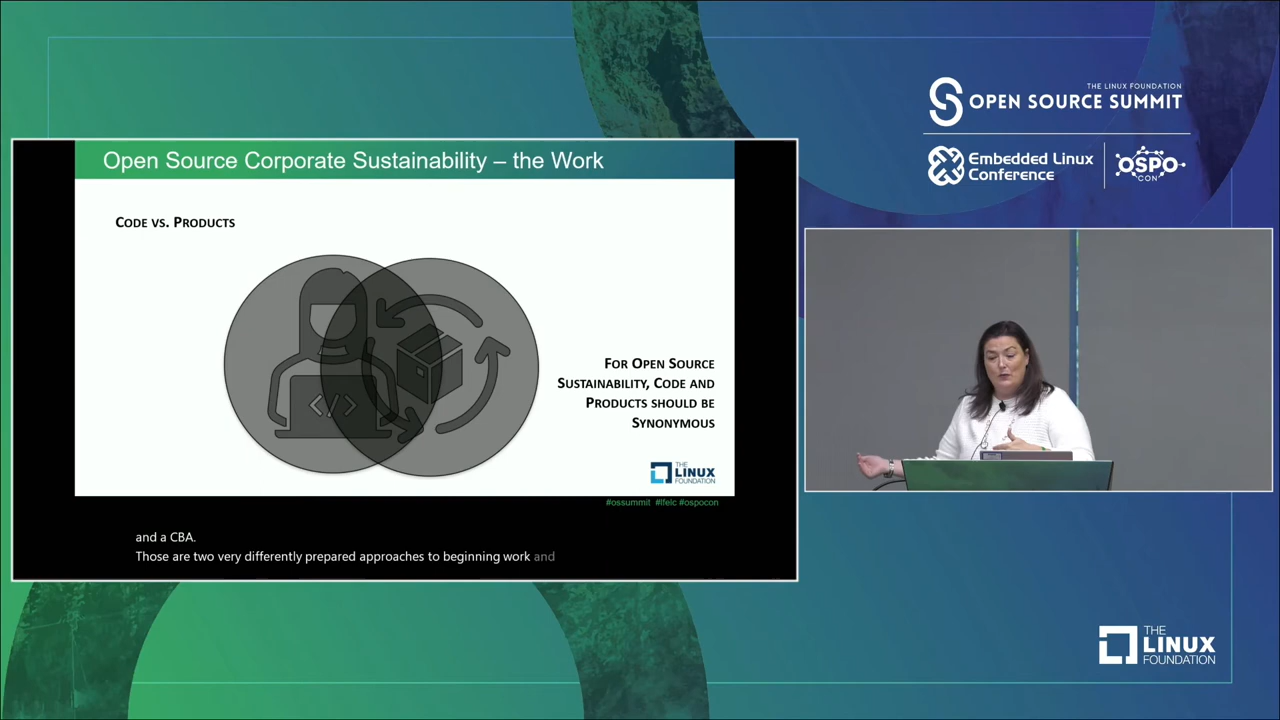 THE LINUX FOUNDATION
OPEN SOURCE SUMMIT
Embedded Linux
Conference
OSPO
CON
Open Source Corporate Sustainability – the Work
CODE VS. PRODUCTS
</>
FOR OPEN SOURCE
SUSTAINABILITY, CODE AND
PRODUCTS SHOULD BE
SYNONYMOUS
THE
LINUX
FOUNDATION
#ossummit #lfelc #ospocon
and a CBA.
Those are two very differently prepared approaches to beginning work and
THE
LINUX
FOUNDATION